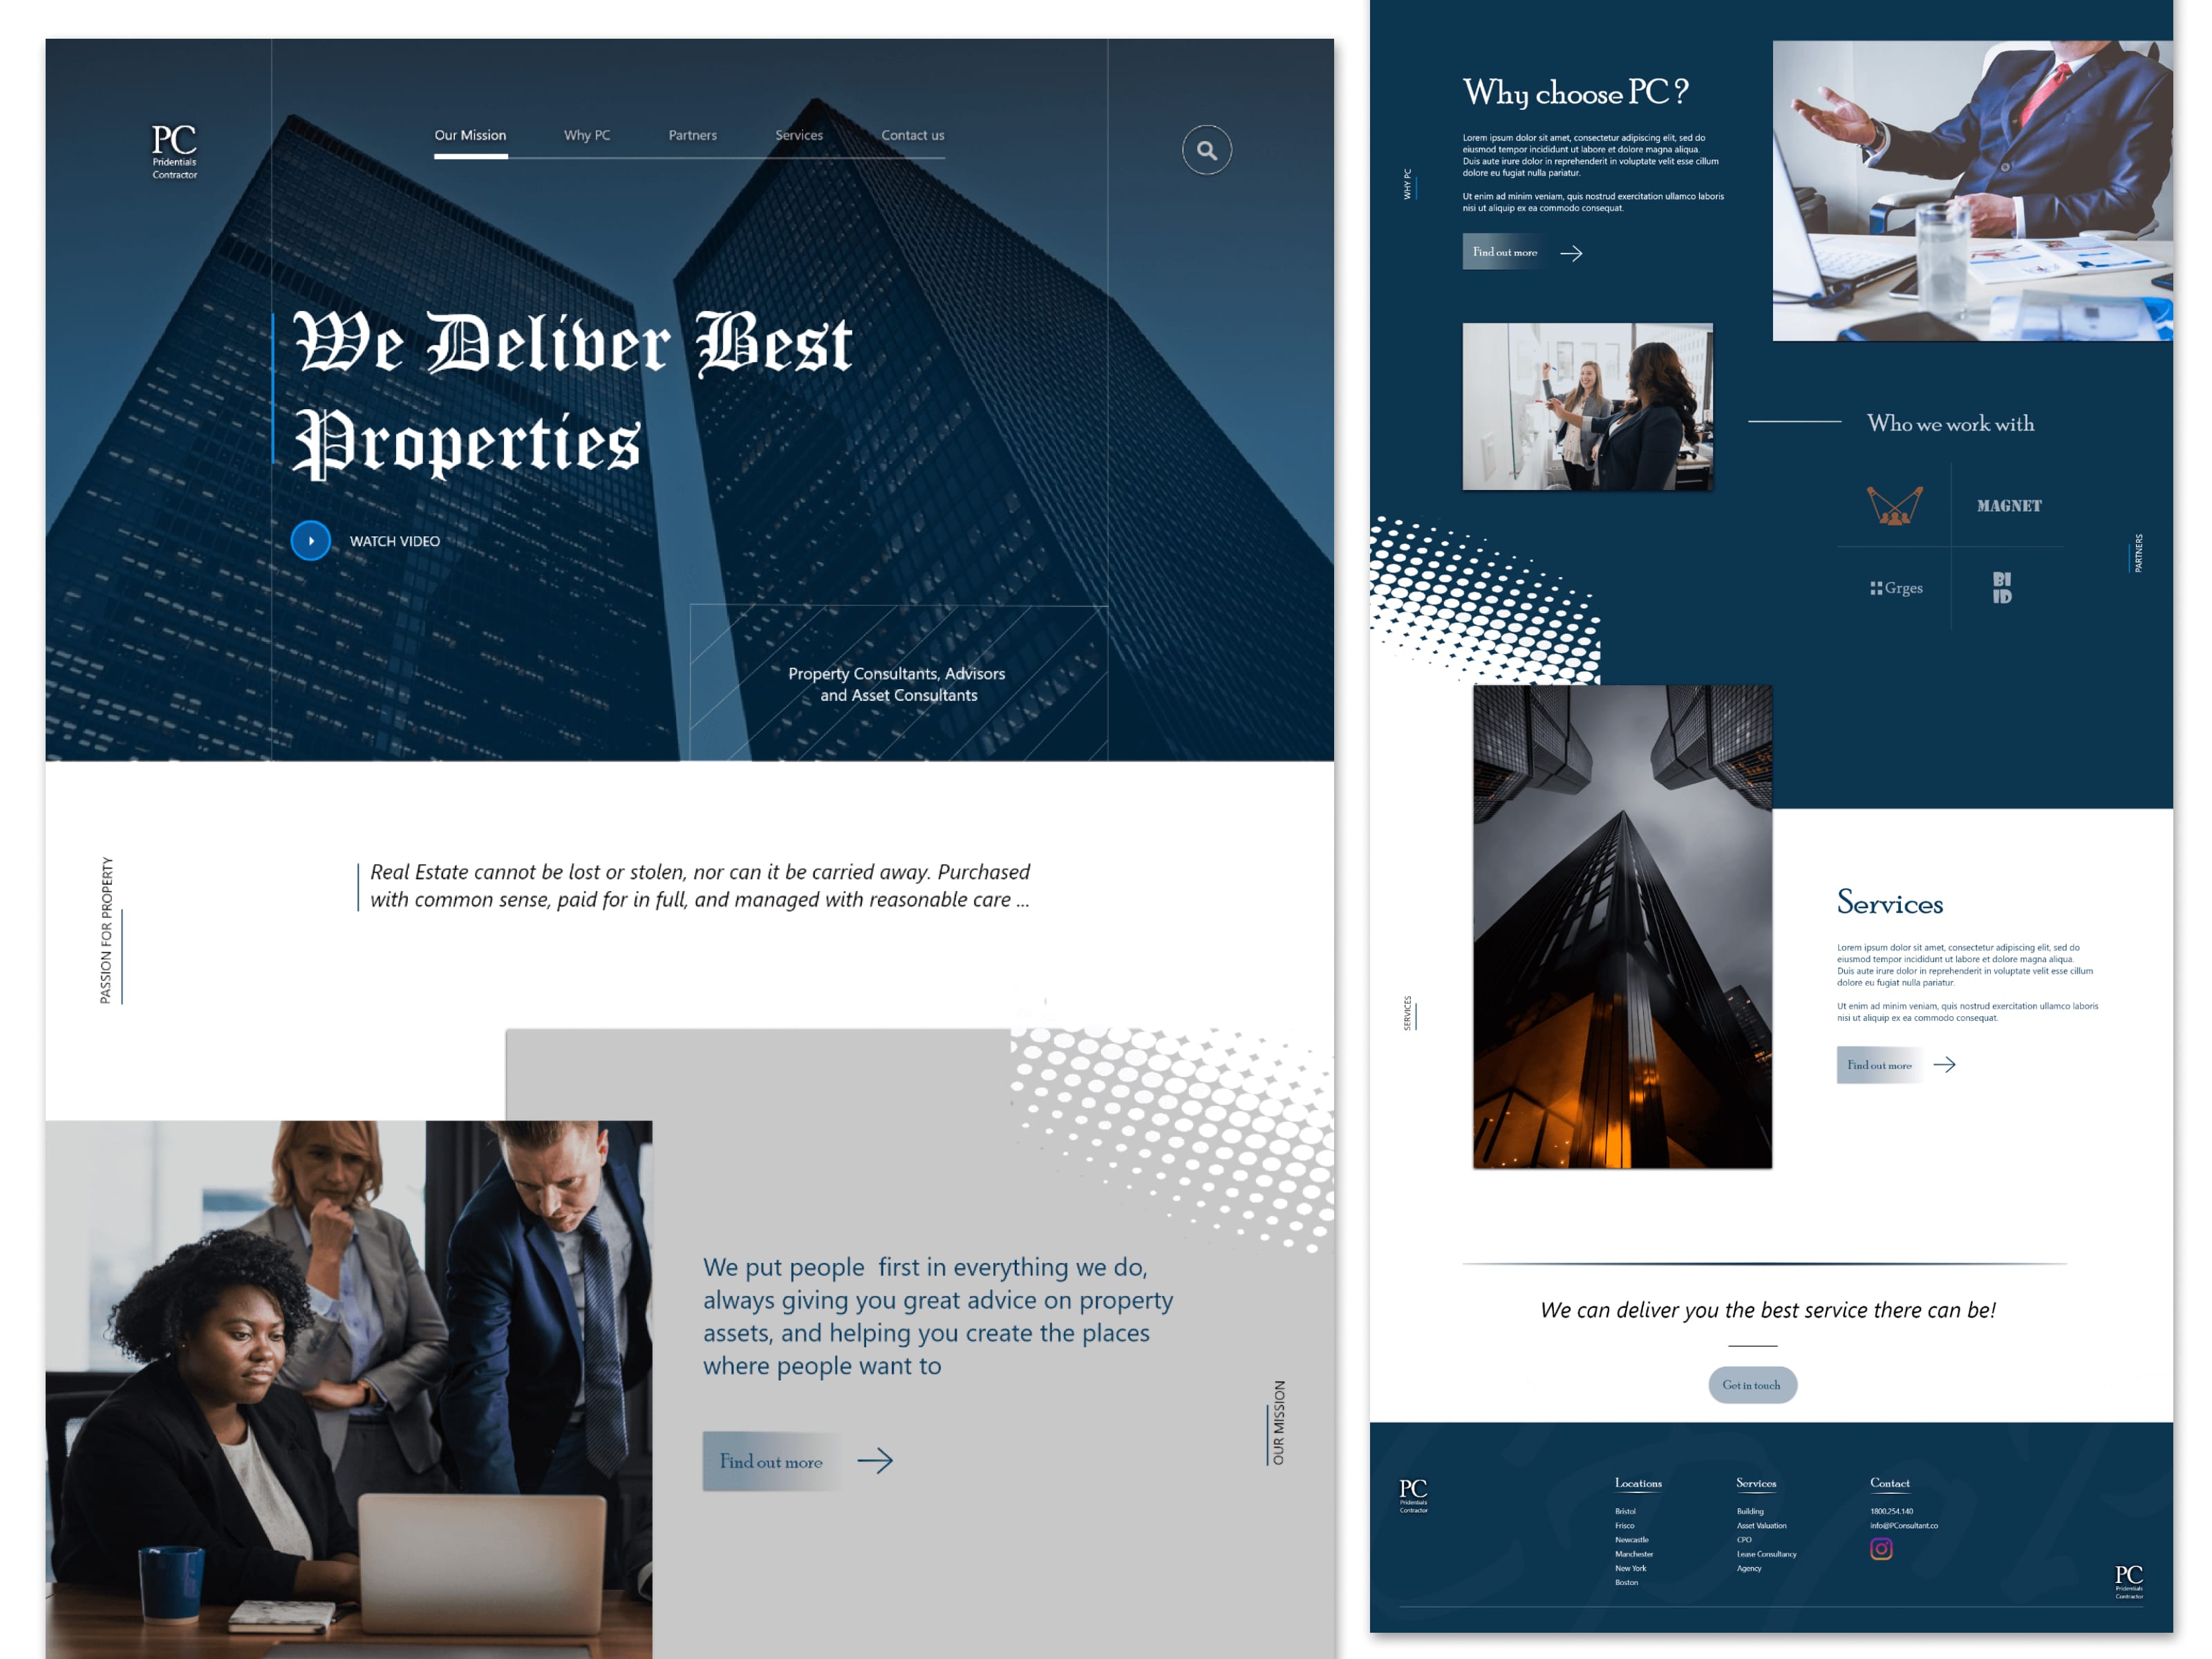 PC
Pridentials
Contractor
Our Mission
Why PC
Partners
Services
Contact us
We Deliver Best
Properties
WATCH VIDEO
Property Consultants, Advisors
and Asset Consultants
PASSION FOR PROPERTY
Real Estate cannot be lost or stolen, nor can it be carried away. Purchased
with common sense, paid for in full, and managed with reasonable care ...
We put people  first in everything we do,
always giving you great advice on property
assets, and helping you create the places
where people want to
Find out more
OUR MISSION
Why choose PC ?
Lorem ipsum dolor sit amet, consectetur adipiscing elit, sed do
eiusmod tempor incididunt ut labore et dolore magna aliqua.
Duis aute irure dolor in reprehenderit in voluptate velit esse cillum
dolore eu fugiat nulla pariatur.
Ut enim ad minim veniam, quis nostrud exercitation ullamco laboris
nisi ut aliquip ex ea commodo consequat.
WHY PC
Find out more
Who we work with
MAGNET
Grges
BI
ID
PARTNERS
Services
Lorem ipsum dolor sit amet, consectetur adipiscing elit, sed do
eiusmod tempor incididunt ut labore et dolore magna aliqua.
Duis aute irure dolor in reprehenderit in voluptate velit esse cillum
dolore eu fugiat nulla pariatur.
Ut enim ad minim veniam, quis nostrud exercitation ullamco laboris
nisi ut aliquip ex ea commodo consequat.
SERVICES
Find out more
We can deliver you the best service there can be!
Get in touch
PC
Pridentials
Contractor
Locations
Bristol
Frisco
Newcastle
Manchester
New York
Boston
Services
Building
Asset Valuation
CPO
Lease Consultancy
Agency
Contact
1800.254.140
info@PConsultant.co
PC
Pridentials
Contractor